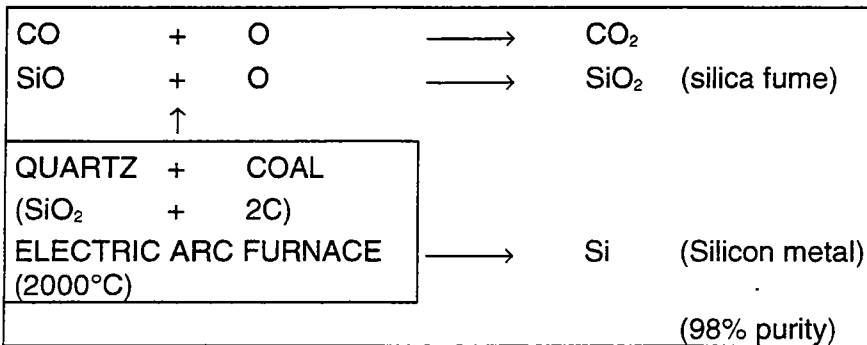 CO + O ⟶ CO₂
SiO + O ⟶ SiO₂ (silica fume)
↑
QUARTZ + COAL
(SiO₂ + 2C)
ELECTRIC ARC FURNACE ⟶ Si (Silicon metal)
(2000°C)
(98% purity)